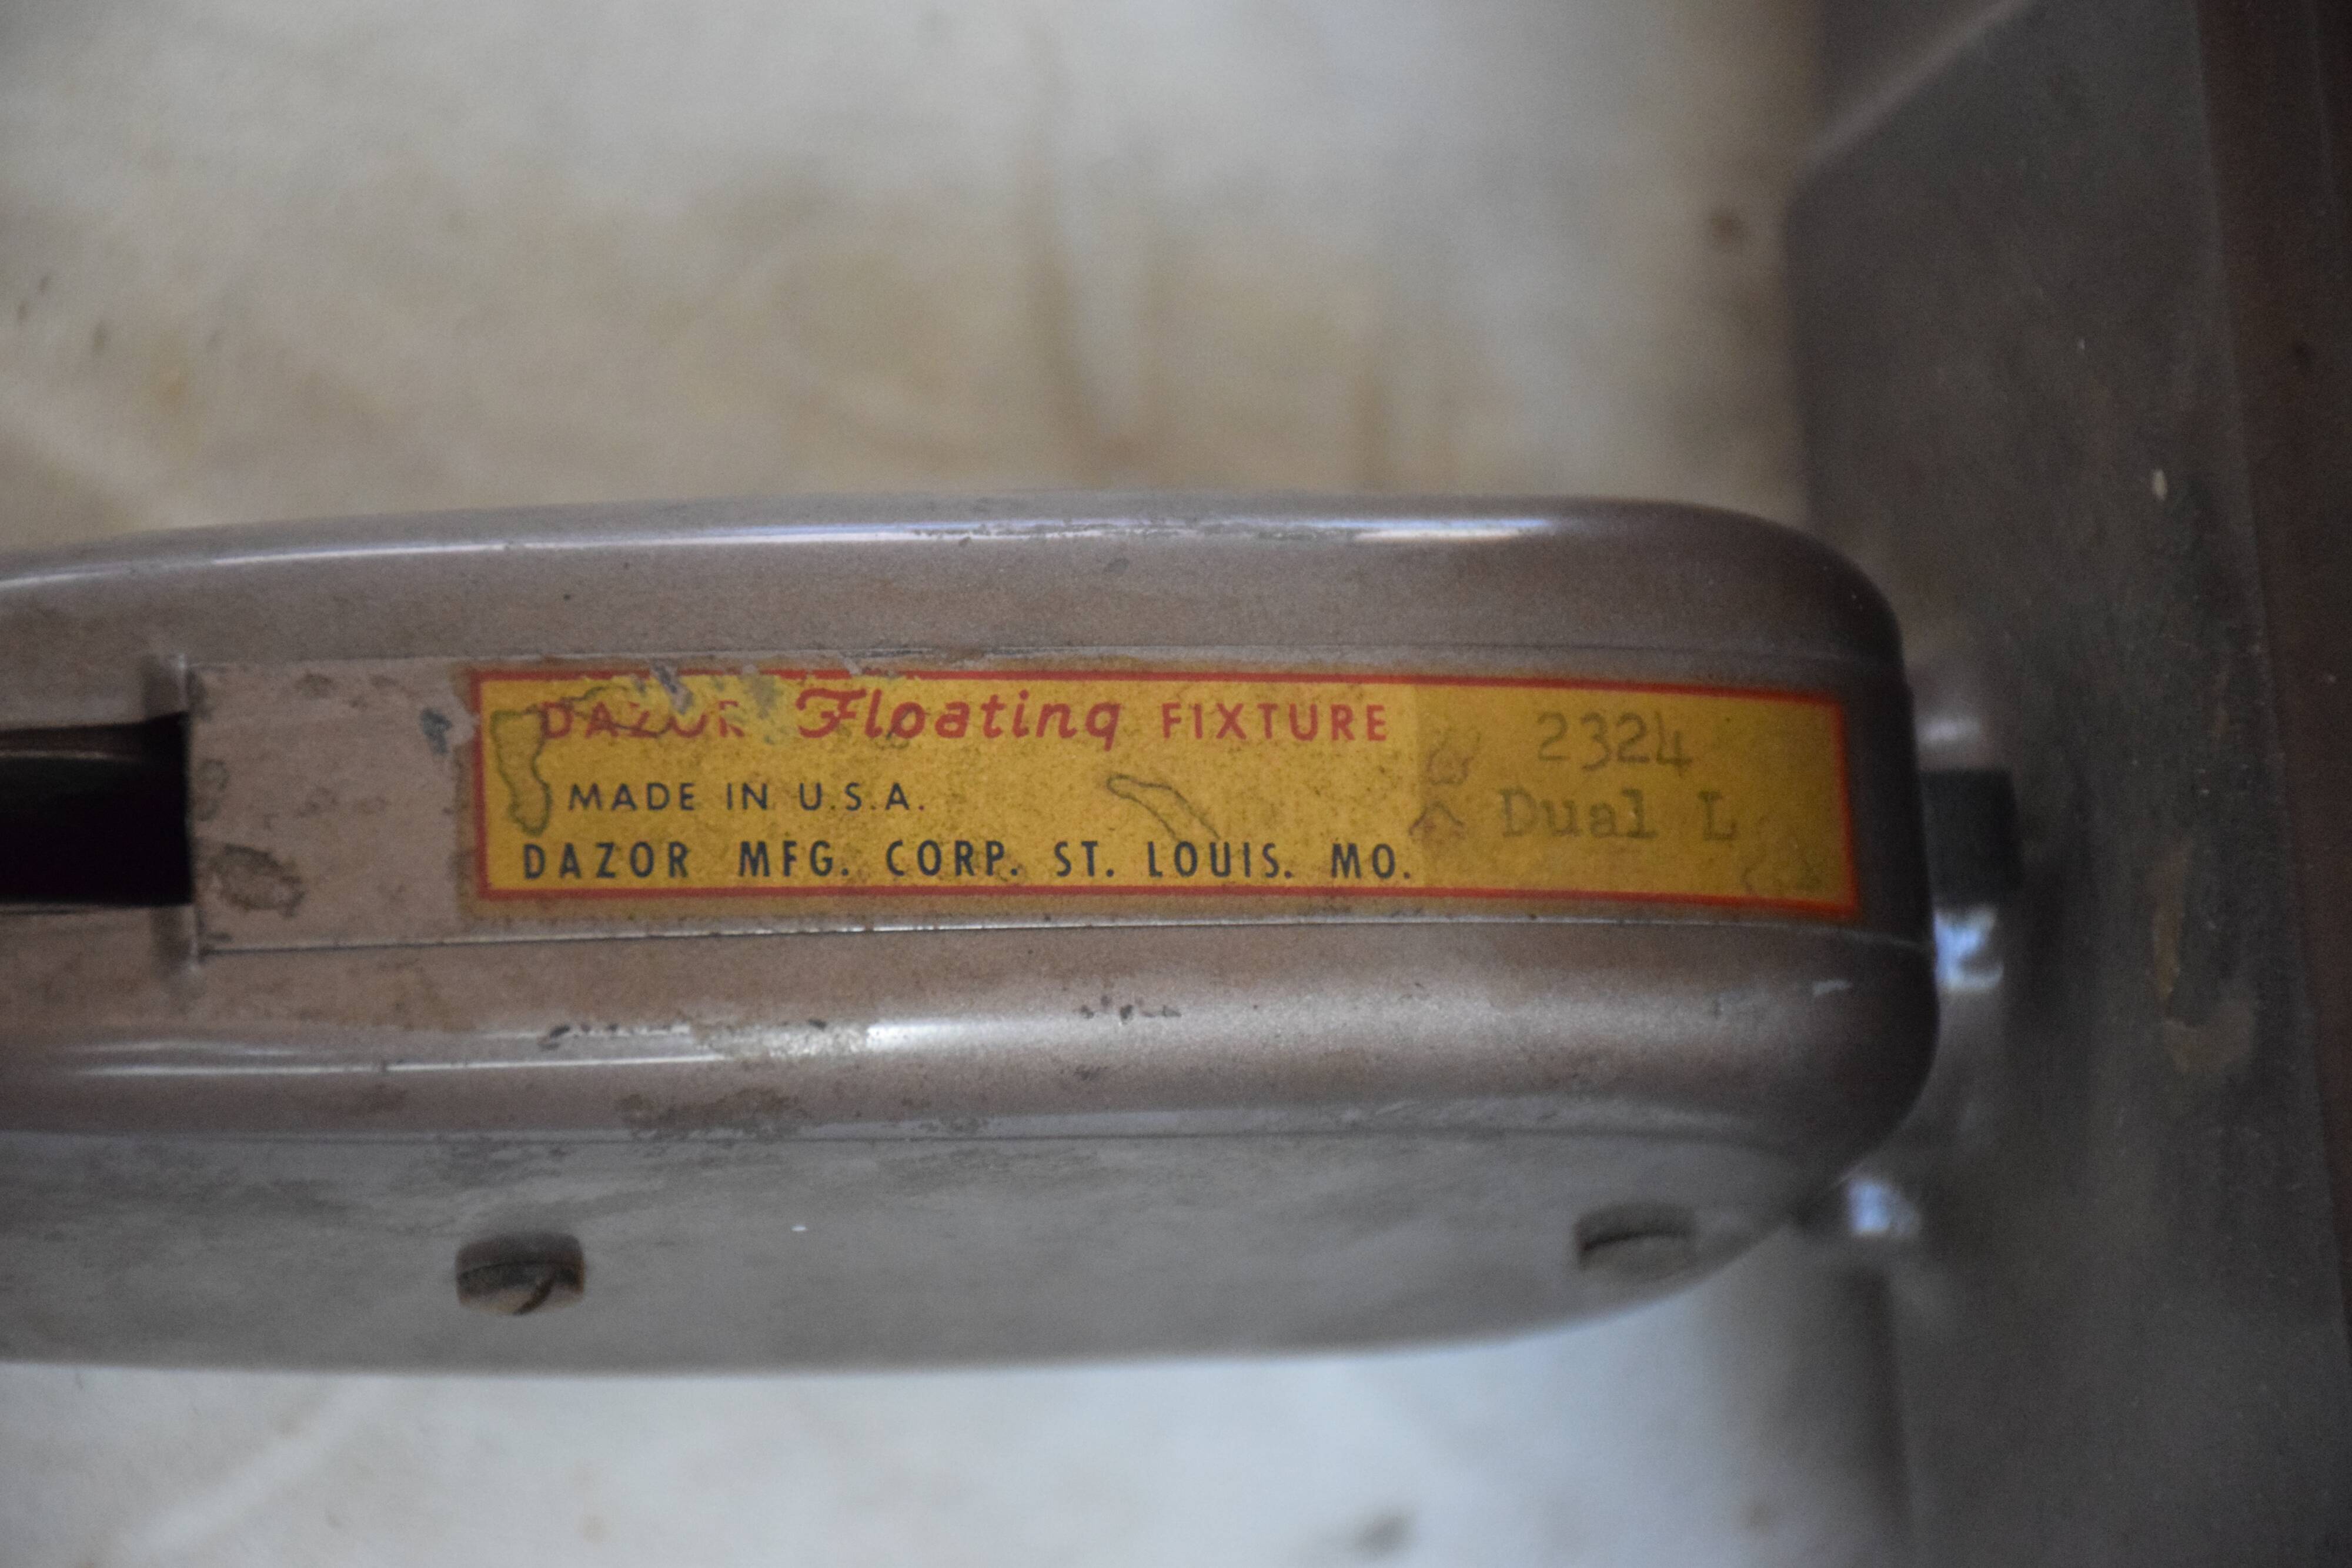 DAZOR Floating FIXTURE
MADE IN U.S.A.
DAZOR MFG. CORP. ST. LOUIS. MO.
2324
Dual L